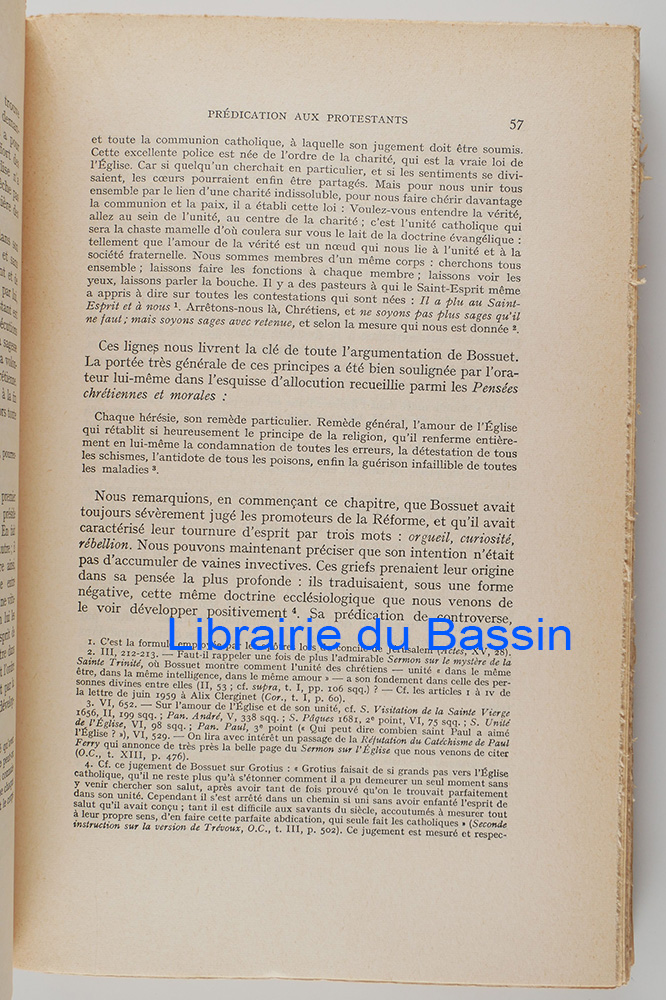 PRÉDICATION AUX PROTESTANTS 57
et toute la communion catholique, à laquelle son jugement doit être soumis.
Cette excellente police est née de l'ordre de la charité, qui est la vraie loi de
l'Église. Car si quelqu'un cherchait en particulier, et si les sentiments se divi-
saient, les cœurs pourraient enfin être partagés. Mais pour nous unir tous
ensemble par le lien d'une charité indissoluble, pour nous faire chérir davantage
la communion et la paix, il a établi cette loi : Voulez-vous entendre la vérité,
allez au sein de l'unité, au centre de la charité ; c'est l'unité catholique qui
sera la chaste mamelle d'où coulera sur vous le lait de la doctrine évangélique :
tellement que l'amour de la vérité est un nœud qui nous lie à l'unité et à la
société fraternelle. Nous sommes membres d'un même corps : cherchons tous
ensemble ; laissons faire les fonctions à chaque membre ; laissons voir les
yeux, laissons parler la bouche. Il y a des pasteurs à qui le Saint-Esprit même
a appris à dire sur toutes les contestations qui sont nées : Il a plu au Saint-
Esprit et à nous ¹. Arrêtons-nous là, Chrétiens, et ne soyons pas plus sages qu'il
ne faut ; mais soyons sages avec retenue, et selon la mesure qui nous est donnée ².
Ces lignes nous livrent la clé de toute l'argumentation de Bossuet.
La portée très générale de ces principes a été bien soulignée par l'ora-
teur lui-même dans l'esquisse d'allocution recueillie parmi les Pensées
chrétiennes et morales :
Chaque hérésie, son remède particulier. Remède général, l'amour de l'Église
qui rétablit si heureusement le principe de la religion, qu'il renferme entière-
ment en lui-même la condamnation de toutes les erreurs, la détestation de tous
les schismes, l'antidote de tous les poisons, enfin la guérison infaillible de toutes
les maladies ³.
Nous remarquions, en commençant ce chapitre, que Bossuet avait
toujours sévèrement jugé les promoteurs de la Réforme, et qu'il avait
caractérisé leur tournure d'esprit par trois mots : orgueil, curiosité,
rébellion. Nous pouvons maintenant préciser que son intention n'était
pas d'accumuler de vaines invectives. Ces griefs prenaient leur origine
dans sa pensée la plus profonde : ils traduisaient, sous une forme
négative, cette même doctrine ecclésiologique que nous venons de
le voir développer positivement ⁴. Sa prédication de controverse,
Librairie du Bassin
1. C'est la formule employée par les Apôtres lors du concile de Jérusalem (Actes, XV, 28).
2. III, 212-213. — Faut-il rappeler une fois de plus l'admirable Sermon sur le mystère de la
Sainte Trinité, où Bossuet montre comment l'unité des chrétiens — unité « dans le même
être, dans la même intelligence, dans le même amour » — a son fondement dans celle des per-
sonnes divines entre elles (II, 53 ; cf. supra, t. I, pp. 106 sqq.) ? — Cf. les articles I à IV de
la lettre de juin 1959 à Alix Clerginet (Cor., t. I, p. 60).
3. VI, 652. — Sur l'amour de l'Église et de son unité, cf. S. Visitation de la Sainte Vierge
1656, II, 199 sqq. ; Pan. André, V, 338 sqq. ; S. Pâques 1681, 2ᵉ point, VI, 75 sqq. ; S. Unité
de l'Église, VI, 98 sqq. ; Pan. Paul, 3ᵉ point (« Qui peut dire combien saint Paul a aimé
l'Église ? »), VI, 529. — On lira avec intérêt un passage de la Réfutation du Catéchisme de Paul
Ferry qui annonce de très près la belle page du Sermon sur l'Église que nous venons de citer
(O.C., t. XIII, p. 476).
4. Cf. ce jugement de Bossuet sur Grotius : « Grotius faisait de si grands pas vers l'Église
catholique, qu'il ne reste plus qu'à s'étonner comment il a pu demeurer un seul moment sans
y venir chercher son salut, après avoir tant de fois prouvé qu'on le trouvait parfaitement
dans son unité. Cependant il s'est arrêté dans un chemin si uni sans avoir enfanté l'esprit de
salut qu'il avait conçu ; tant il est difficile aux savants du siècle, accoutumés à mesurer tout
à leur propre sens, d'en faire cette parfaite abdication, qui seule fait les catholiques » (Seconde
instruction sur la version de Trévoux, O.C., t. III, p. 502). Ce jugement est mesuré et respec-